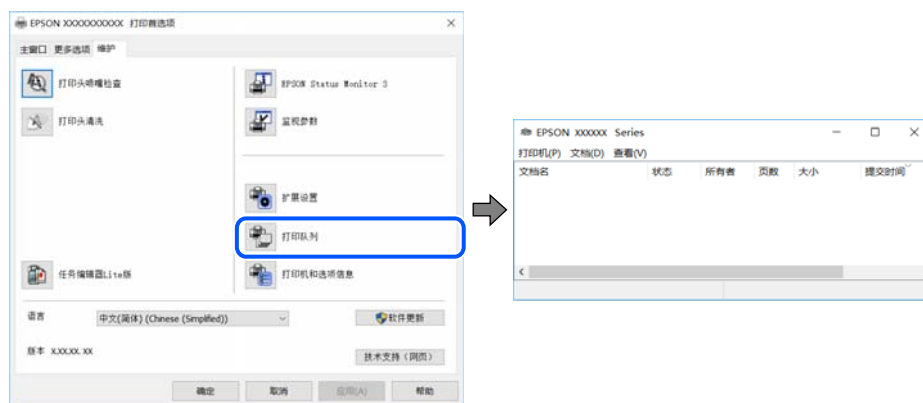 EPSON XXXXXXXXXX 打印首选项
主窗口 更多选项 维护
打印头喷嘴检查
EPSON Status Monitor 3
打印头清洗
监视参数
扩展设置
打印队列
任务编辑器Lite版
打印机和选项信息
语言
中文(简体) (Chinese (Simplified))
软件更新
版本 X.XX.XX.XX
技术支持(网页)
确定
取消
应用(A)
帮助
EPSON XXXXXX Series
打印机(P) 文档(D) 查看(V)
文档名 状态 所有者 页数 大小 提交时间